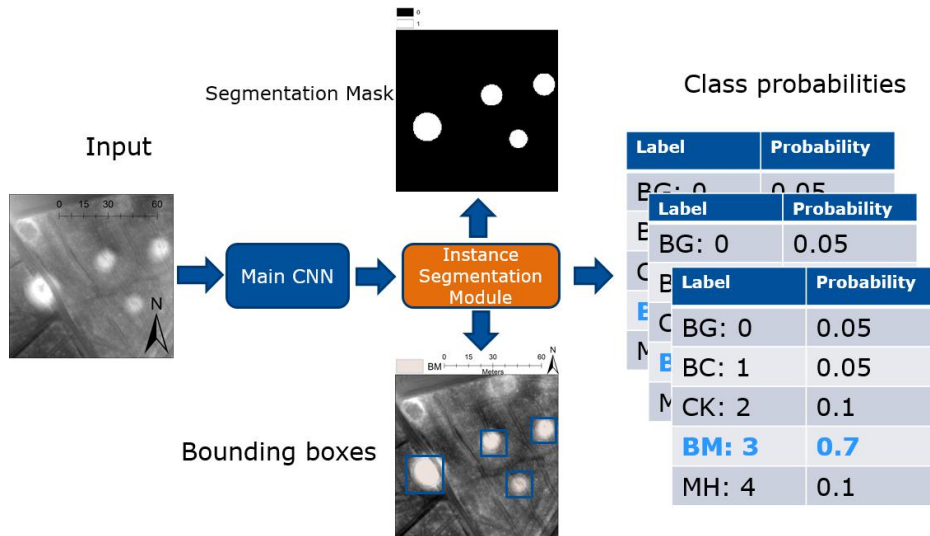 0
1
Segmentation Mask
Class probabilities
Input
0 15 30 60
N
Main CNN
Instance
Segmentation
Module
Label Probability
BG: 0 0.05
Label Probability
BG: 0 0.05
Label Probability
BG: 0 0.05
BC: 1 0.05
CK: 2 0.1
BM: 3 0.7
MH: 4 0.1
BM
0 15 30 60
Meters
N
Bounding boxes